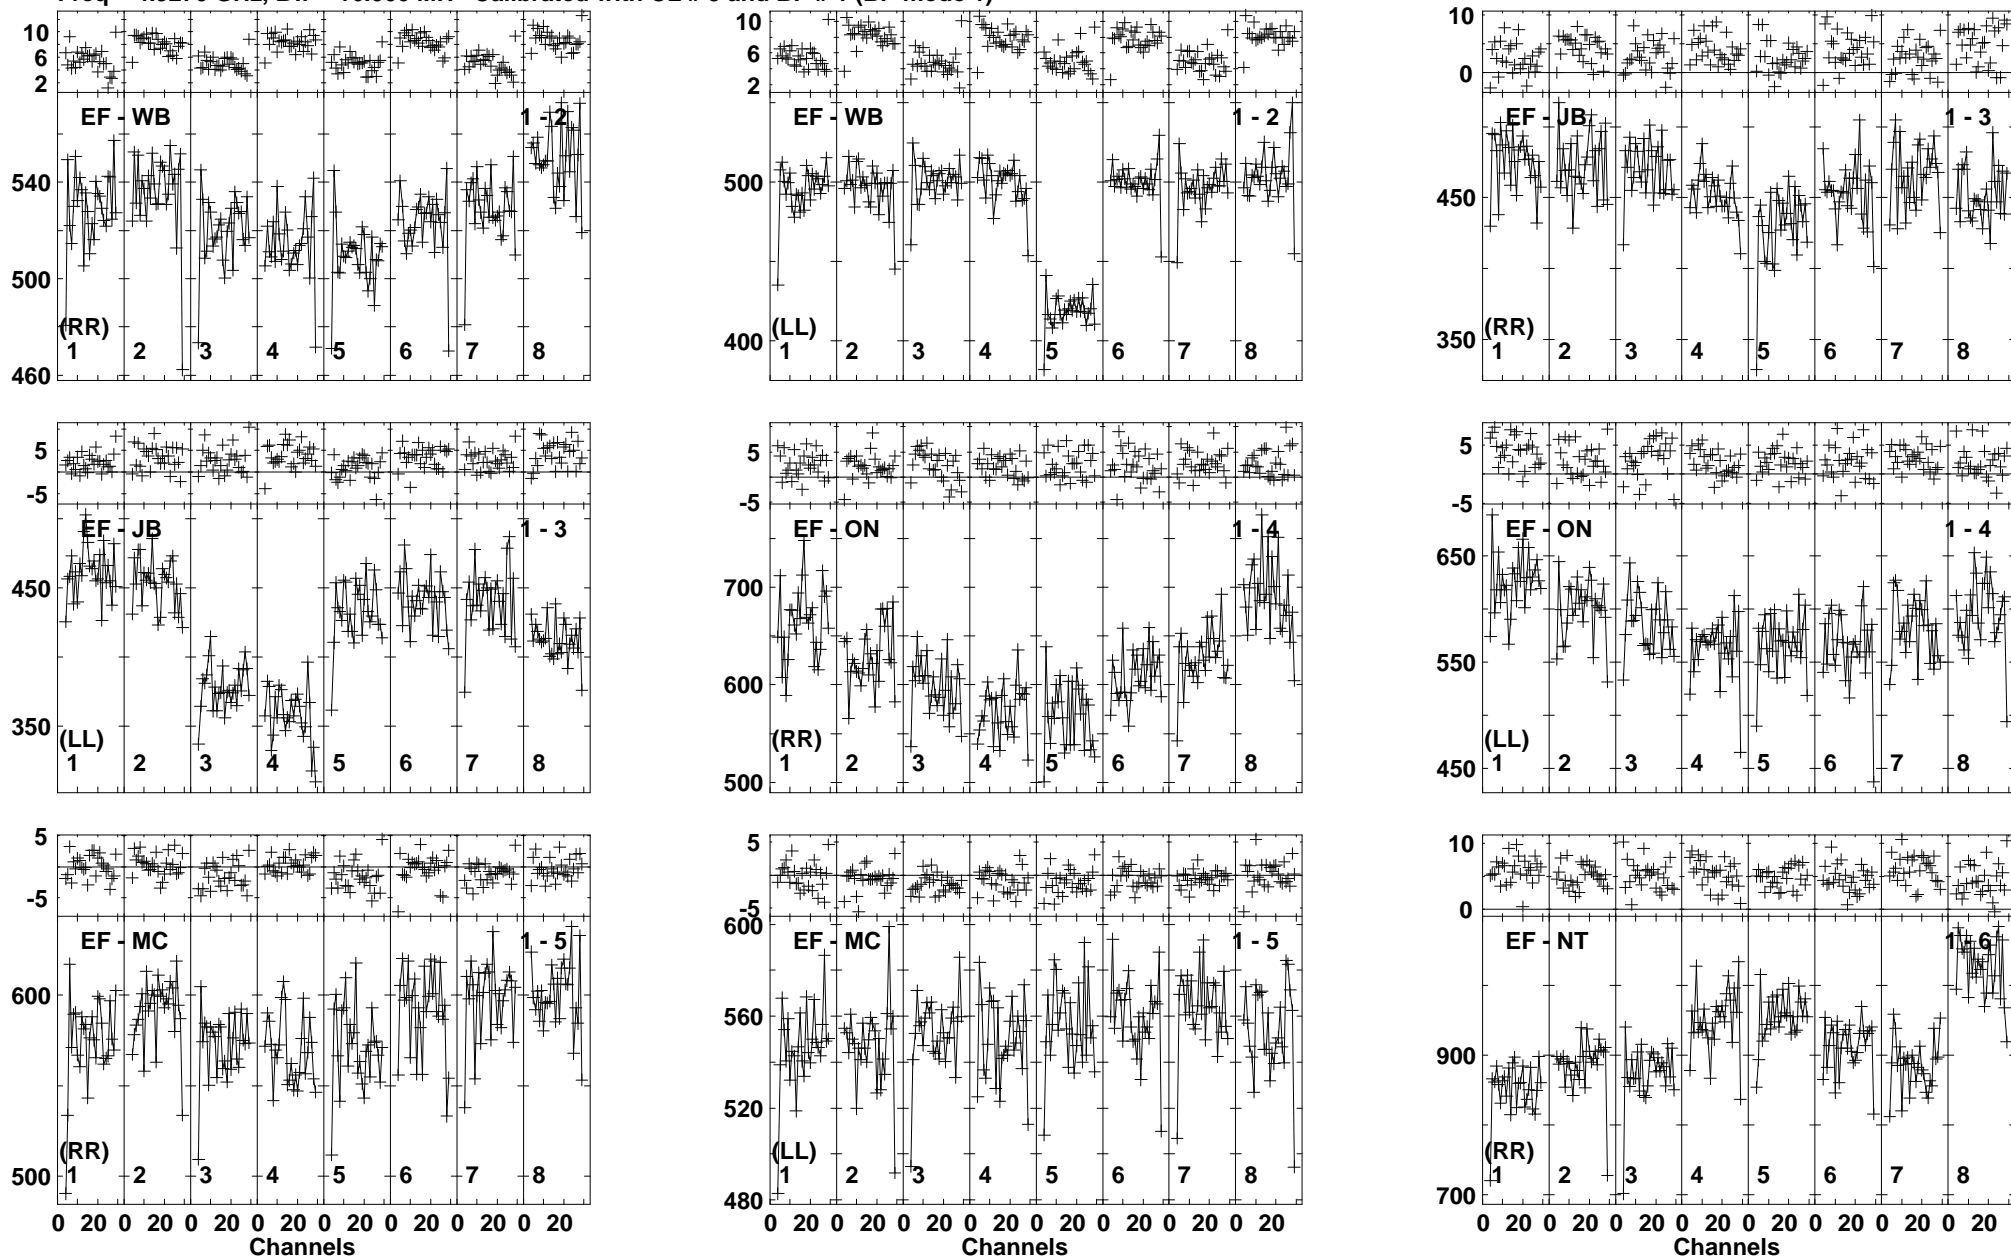 10 6 2
EF - WB 1 - 2
540 500 460
(RR)
1 2 3 4 5 6 7 8
10 6 2
EF - WB 1 - 2
500 400
(LL)
1 2 3 4 5 6 7 8
10 0
EF - JB 1 - 3
450 350
(RR)
1 2 3 4 5 6 7 8
5 -5
EF - JB 1 - 3
450 350
(LL)
1 2 3 4 5 6 7 8
5 -5
EF - ON 1 - 4
700 600 500
(RR)
1 2 3 4 5 6 7 8
5 -5
EF - ON 1 - 4
650 550 450
(LL)
1 2 3 4 5 6 7 8
5 -5
EF - MC 1 - 5
600 500
(RR)
1 2 3 4 5 6 7 8
0 20 0 20 0 20 0 20 0 20 0 20 0 20 0 20
Channels
5 -5
EF - MC 1 - 5
600 560 520 480
(LL)
1 2 3 4 5 6 7 8
0 20 0 20 0 20 0 20 0 20 0 20 0 20 0 20
Channels
10 0
EF - NT 1 - 6
900 700
(RR)
1 2 3 4 5 6 7 8
0 20 0 20 0 20 0 20 0 20 0 20 0 20 0 20
Channels